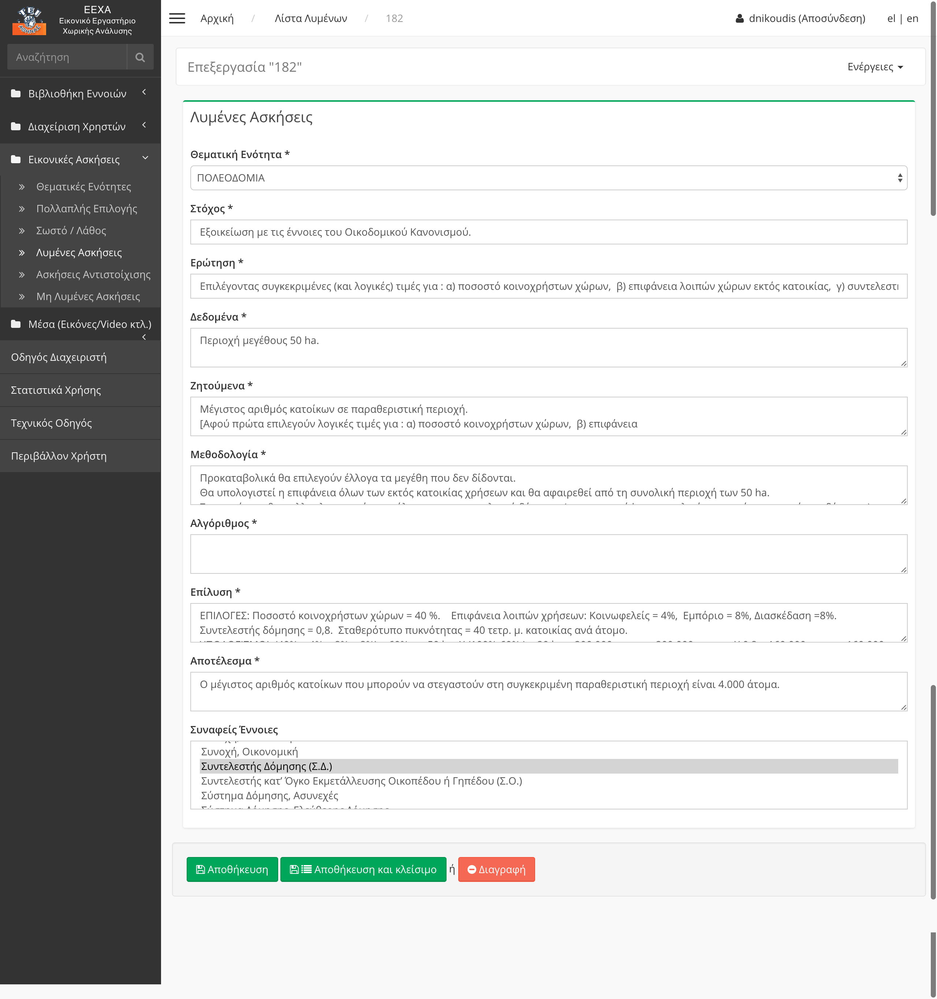 ΤΕΙ
ΑΘΗΝΑΣ
ΕΕΧΑ
Εικονικό Εργαστήριο
Χωρικής Ανάλυσης
Αναζήτηση
Βιβλιοθήκη Εννοιών
Διαχείριση Χρηστών
Εικονικές Ασκήσεις
Θεματικές Ενότητες
Πολλαπλής Επιλογής
Σωστό / Λάθος
Λυμένες Ασκήσεις
Ασκήσεις Αντιστοίχισης
Μη Λυμένες Ασκήσεις
Μέσα (Εικόνες/Video κτλ.)
Οδηγός Διαχειριστή
Στατιστικά Χρήσης
Τεχνικός Οδηγός
Περιβάλλον Χρήστη
Αρχική / Λίστα Λυμένων / 182
dnikoudis (Αποσύνδεση) el | en
Επεξεργασία "182"
Ενέργειες
Λυμένες Ασκήσεις
Θεματική Ενότητα *
ΠΟΛΕΟΔΟΜΙΑ
Στόχος *
Εξοικείωση με τις έννοιες του Οικοδομικού Κανονισμού.
Ερώτηση *
Επιλέγοντας συγκεκριμένες (και λογικές) τιμές για : α) ποσοστό κοινοχρήστων χώρων,  β) επιφάνεια λοιπών χώρων εκτός κατοικίας,  γ) συντελεστι
Δεδομένα *
Περιοχή μεγέθους 50 ha.
Ζητούμενα *
Μέγιστος αριθμός κατοίκων σε παραθεριστική περιοχή.
[Αφού πρώτα επιλεγούν λογικές τιμές για : α) ποσοστό κοινοχρήστων χώρων,  β) επιφάνεια
Μεθοδολογία *
Προκαταβολικά θα επιλεγούν έλλογα τα μεγέθη που δεν δίδονται.
Θα υπολογιστεί η επιφάνεια όλων των εκτός κατοικίας χρήσεων και θα αφαιρεθεί από τη συνολική περιοχή των 50 ha.
Αλγόριθμος *
Επίλυση *
ΕΠΙΛΟΓΕΣ: Ποσοστό κοινοχρήστων χώρων = 40 %.    Επιφάνεια λοιπών χρήσεων: Κοινωφελείς = 4%,  Εμπόριο = 8%, Διασκέδαση =8%.
Συντελεστής δόμησης = 0,8.  Σταθερότυπο πυκνότητας = 40 τετρ. μ. κατοικίας ανά άτομο.
Αποτέλεσμα *
Ο μέγιστος αριθμός κατοίκων που μπορούν να στεγαστούν στη συγκεκριμένη παραθεριστική περιοχή είναι 4.000 άτομα.
Συναφείς Έννοιες
Συνοχή, Οικονομική
Συντελεστής Δόμησης (Σ.Δ.)
Συντελεστής κατ’ Όγκο Εκμετάλλευσης Οικοπέδου ή Γηπέδου (Σ.Ο.)
Σύστημα Δόμησης, Ασυνεχές
Αποθήκευση Αποθήκευση και κλείσιμο ή Διαγραφή